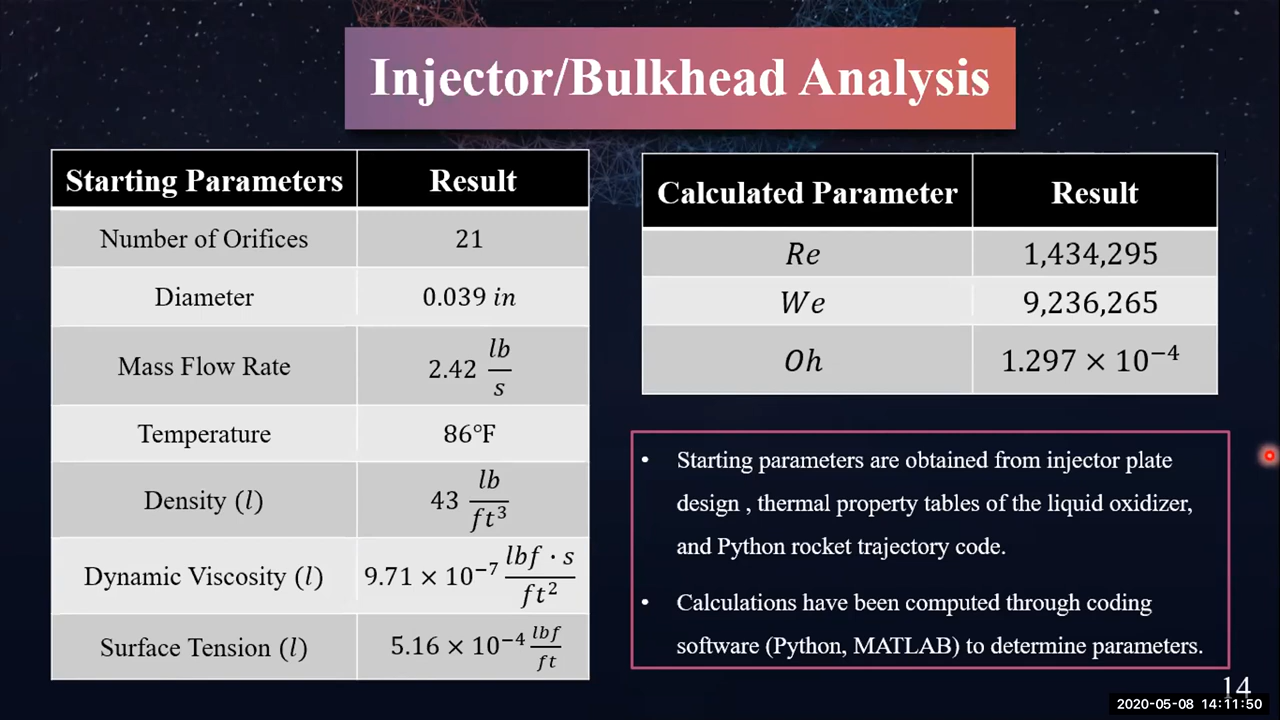 Injector/Bulkhead Analysis
Starting Parameters Result
Number of Orifices 21
Diameter 0.039 in
Mass Flow Rate 2.42 lb/s
Temperature 86°F
Density (l) 43 lb/ft³
Dynamic Viscosity (l) 9.71 × 10⁻⁷ lbf · s/ft²
Surface Tension (l) 5.16 × 10⁻⁴ lbf/ft
Calculated Parameter Result
Re 1,434,295
We 9,236,265
Oh 1.297 × 10⁻⁴
• Starting parameters are obtained from injector plate
design , thermal property tables of the liquid oxidizer,
and Python rocket trajectory code.
• Calculations have been computed through coding
software (Python, MATLAB) to determine parameters.
14
2020-05-08 14:11:50